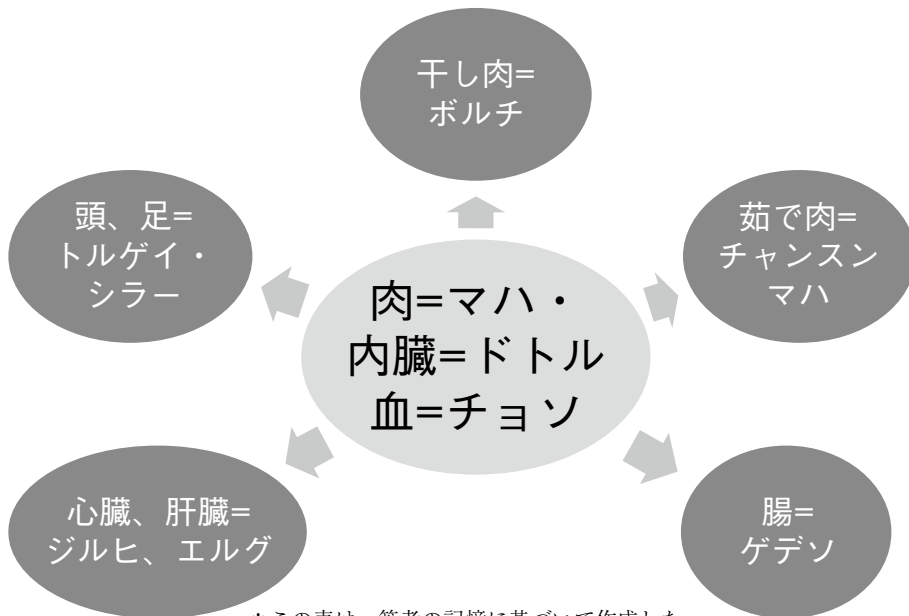 干し肉=
ボルチ
頭、足=
トルゲイ・
シラー
茹で肉=
チャンスン
マハ
肉=マハ・
内臓=ドトル
血=チョソ
心臓、肝臓=
ジルヒ、エルグ
腸=
ゲデソ